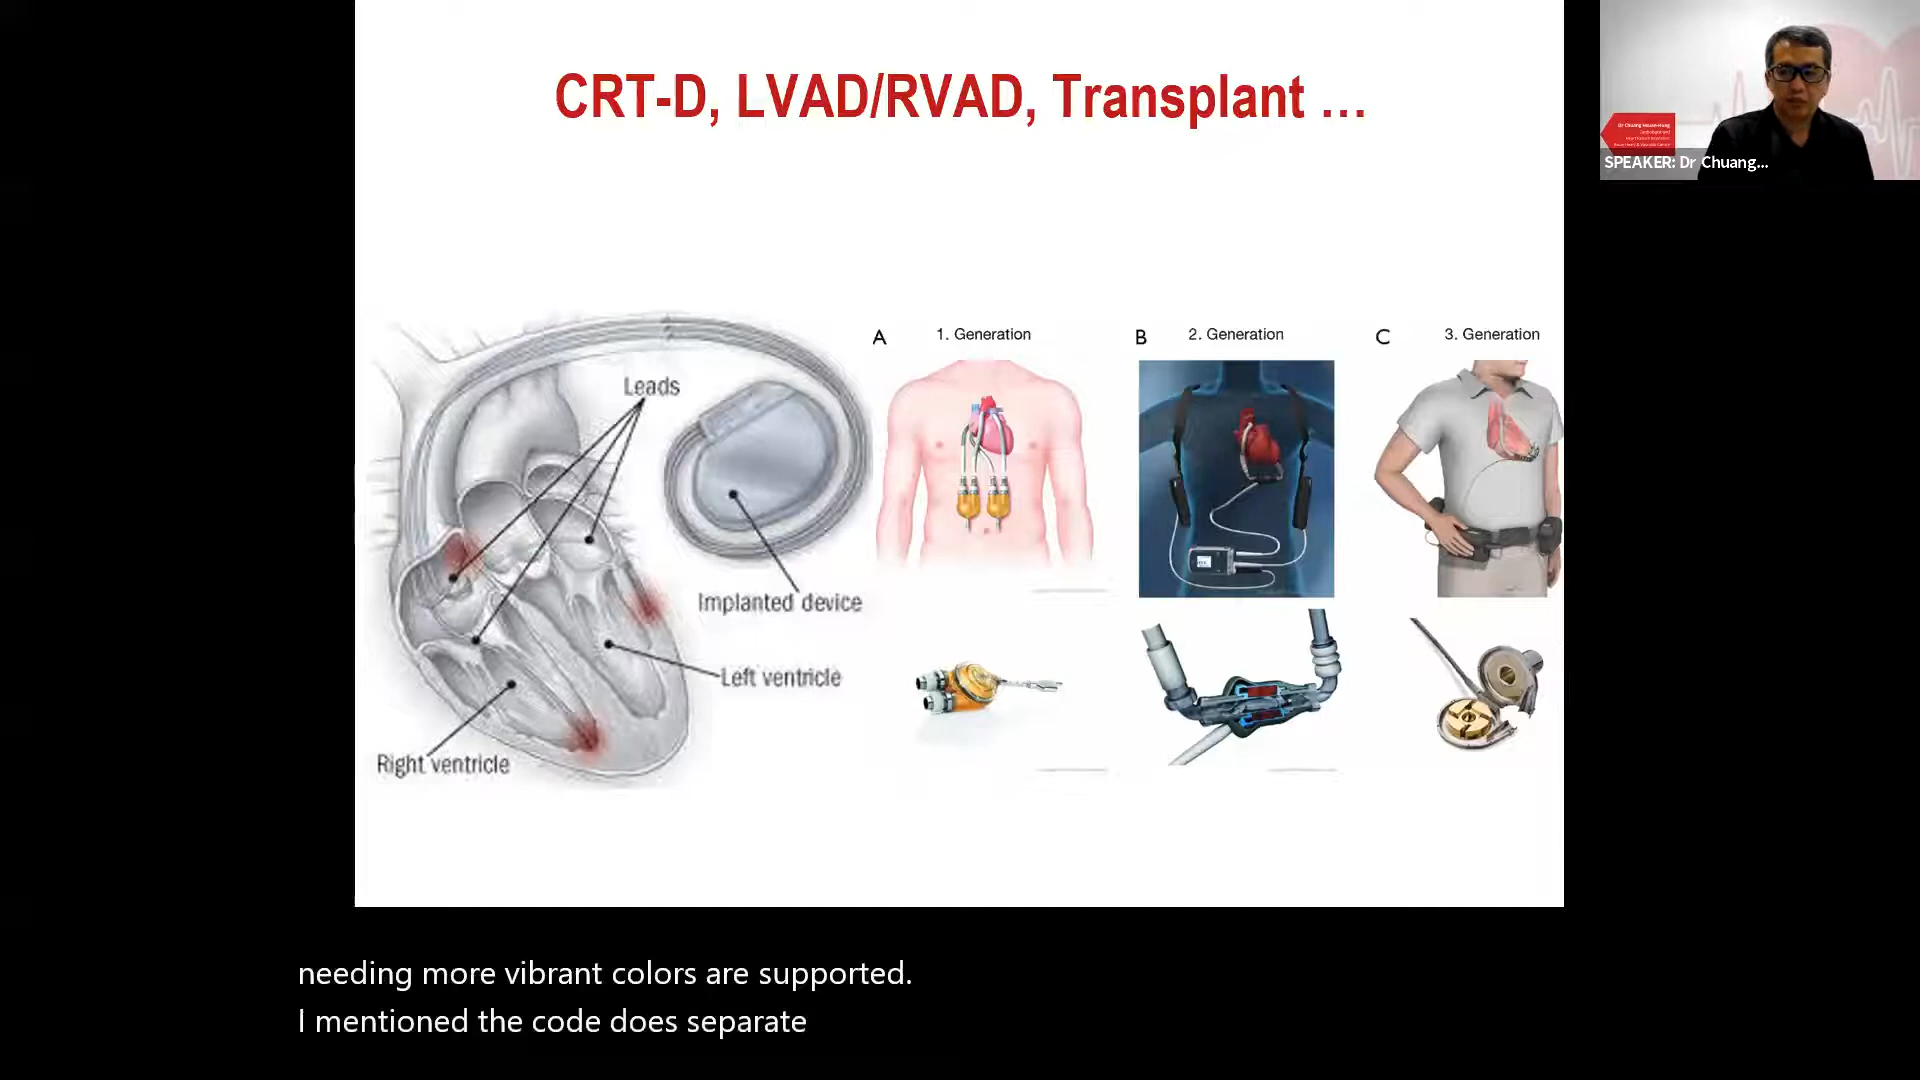 CRT-D, LVAD/RVAD, Transplant ...
SPEAKER: Dr Chuang...
Leads
Implanted device
Left ventricle
Right ventricle
A 1. Generation
B 2. Generation
C 3. Generation
needing more vibrant colors are supported.
I mentioned the code does separate